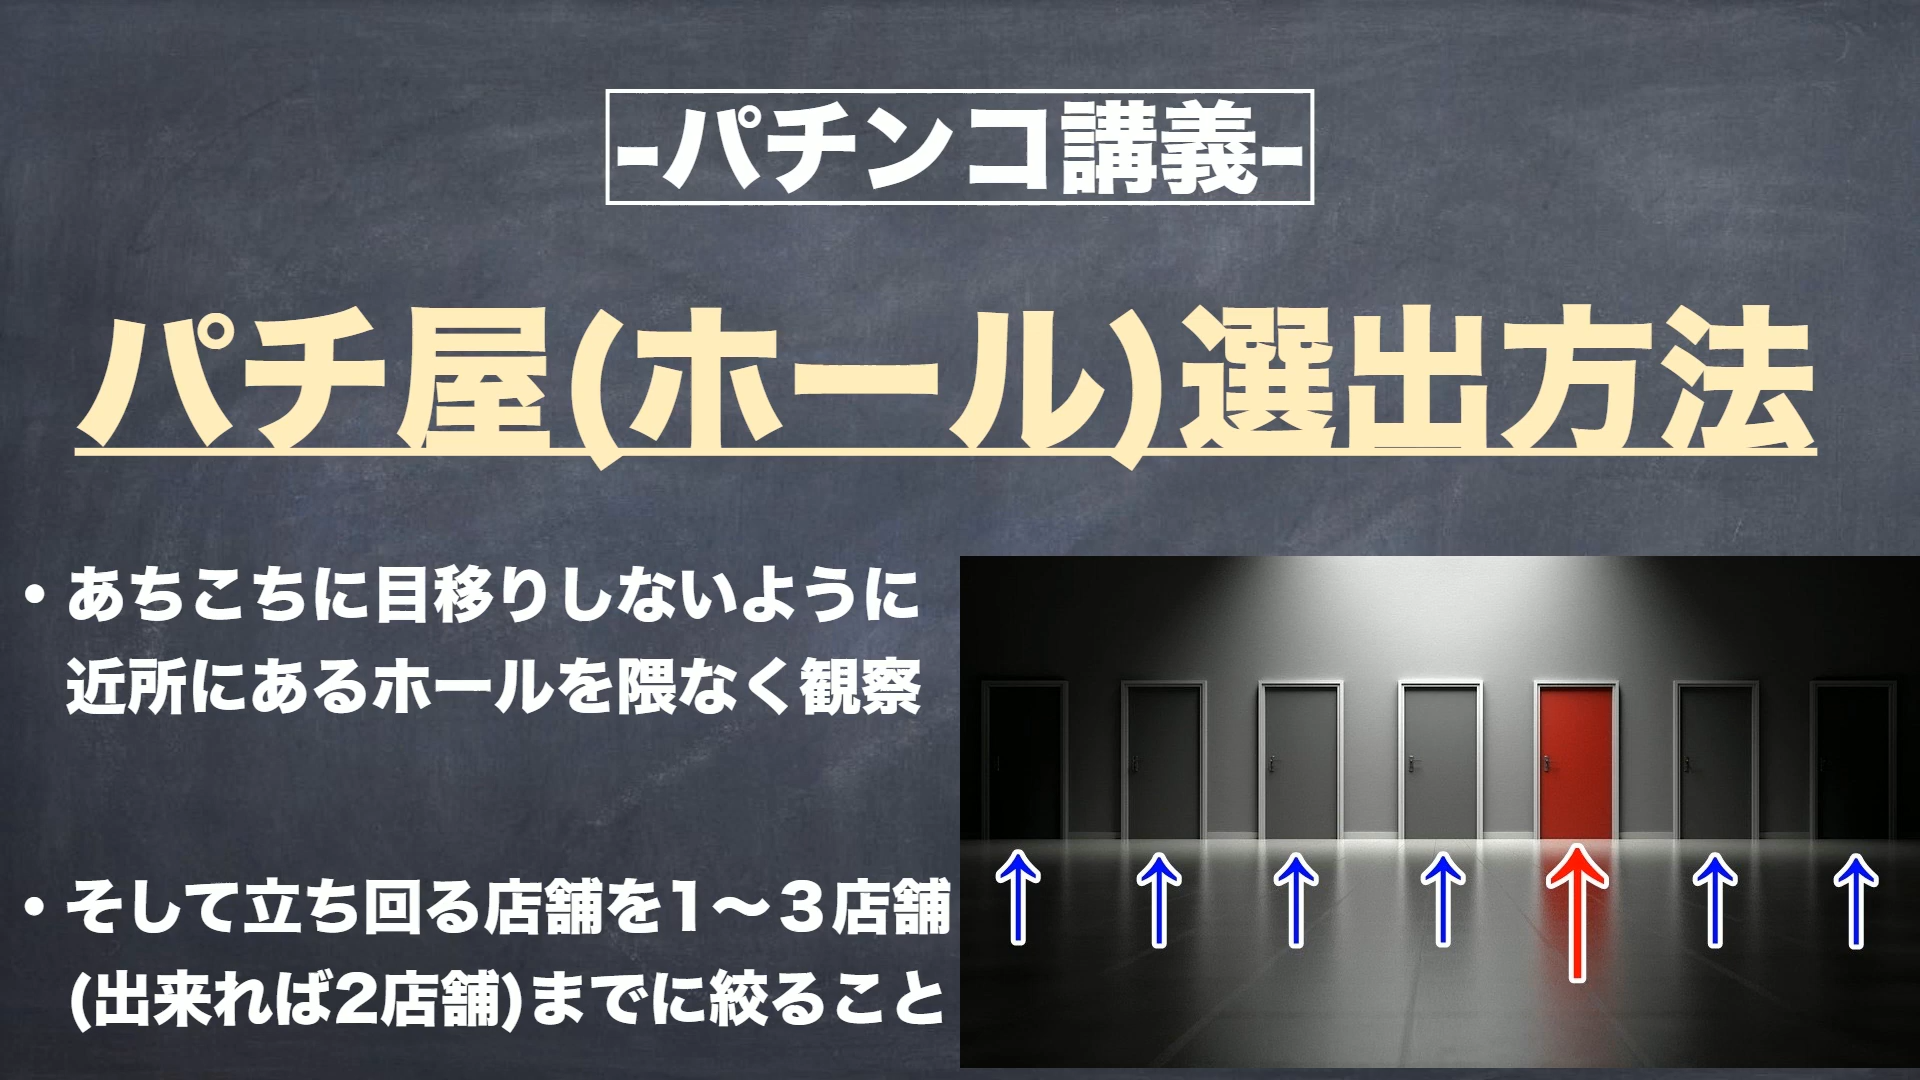 -パチンコ講義-
パチ屋(ホール)選出方法
・あちこちに目移りしないように
近所にあるホールを隈なく観察
・そして立ち回る店舗を1〜３店舗
(出来れば2店舗)までに絞ること